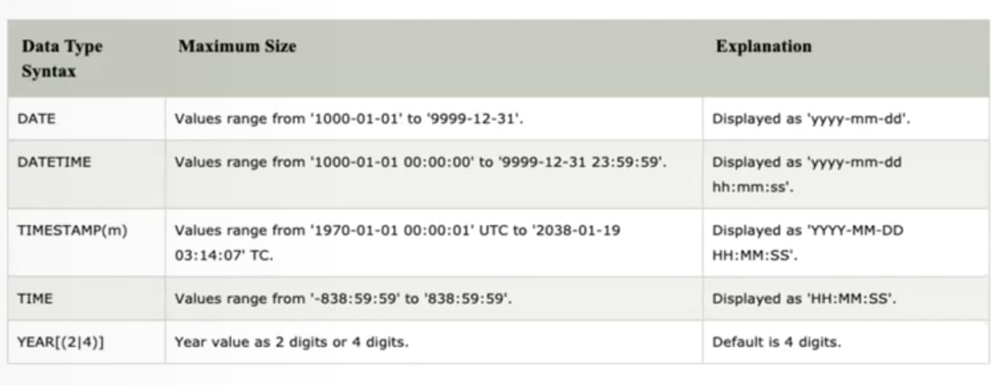 Data Type Maximum Size Explanation
Syntax
DATE Values range from '1000-01-01' to '9999-12-31'. Displayed as 'yyyy-mm-dd'.
DATETIME Values range from '1000-01-01 00:00:00' to '9999-12-31 23:59:59'. Displayed as 'yyyy-mm-dd
hh:mm:ss'.
TIMESTAMP(m) Values range from '1970-01-01 00:00:01' UTC to '2038-01-19 Displayed as 'YYYY-MM-DD
03:14:07' TC. HH:MM:SS'.
TIME Values range from '-838:59:59' to '838:59:59'. Displayed as 'HH:MM:SS'.
YEAR[(2|4)] Year value as 2 digits or 4 digits. Default is 4 digits.